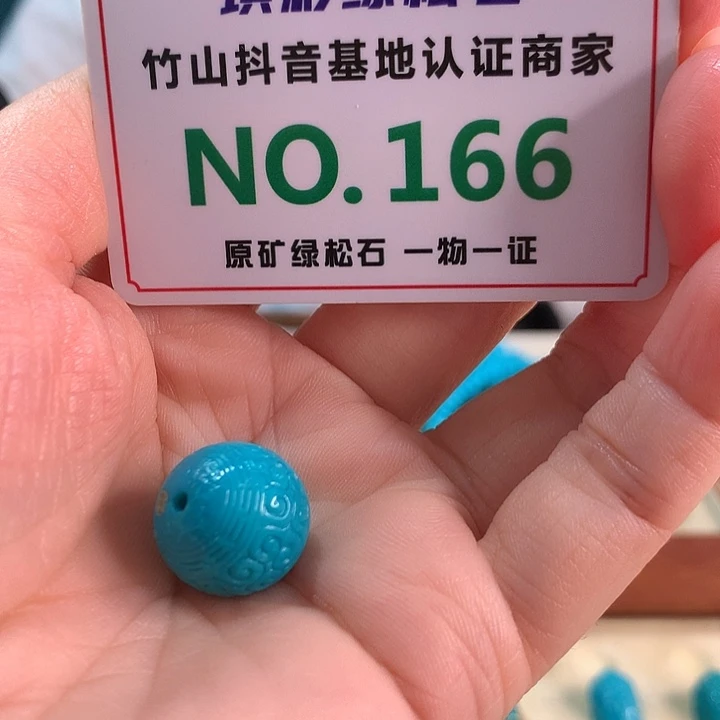 竹山抖音基地认证商家
NO.166
原矿绿松石 一物一证